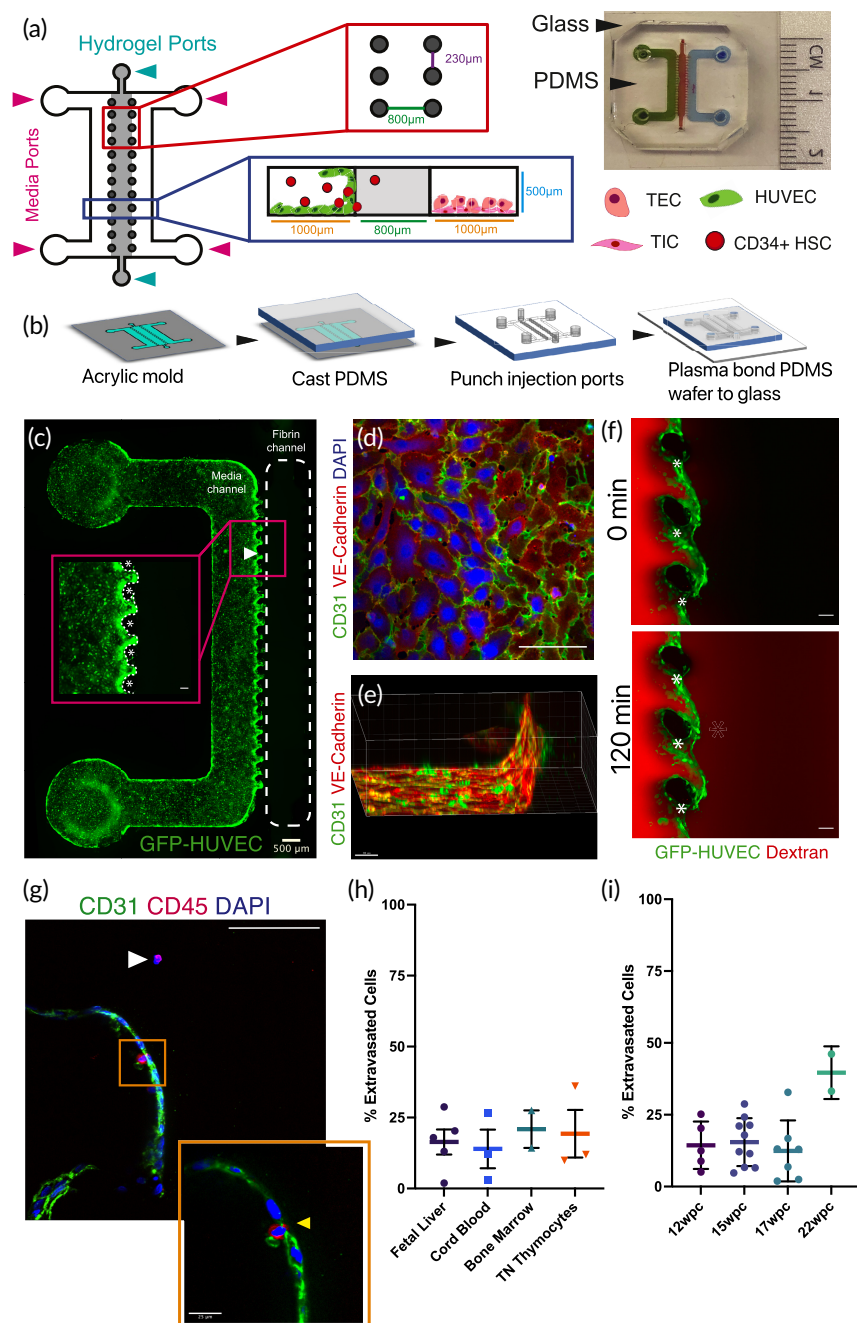 (a)
Hydrogel Ports
Media Ports
230µm
800µm
500µm
1000µm
800µm
1000µm
Glass
PDMS
CM
1
2
TEC
HUVEC
TIC
CD34+ HSC
(b)
Acrylic mold
Cast PDMS
Punch injection ports
Plasma bond PDMS
wafer to glass
(c)
Fibrin
channel
Media
channel
GFP-HUVEC
500 µm
(d)
CD31 VE-Cadherin DAPI
(e)
CD31 VE-Cadherin
(f)
0 min
120 min
GFP-HUVEC Dextran
(g)
CD31 CD45 DAPI
25 µm
(h)
% Extravasated Cells
100
75
50
25
0
Fetal Liver
Cord Blood
Bone Marrow
TN Thymocytes
(i)
% Extravasated Cells
100
75
50
25
0
12wpc
15wpc
17wpc
22wpc